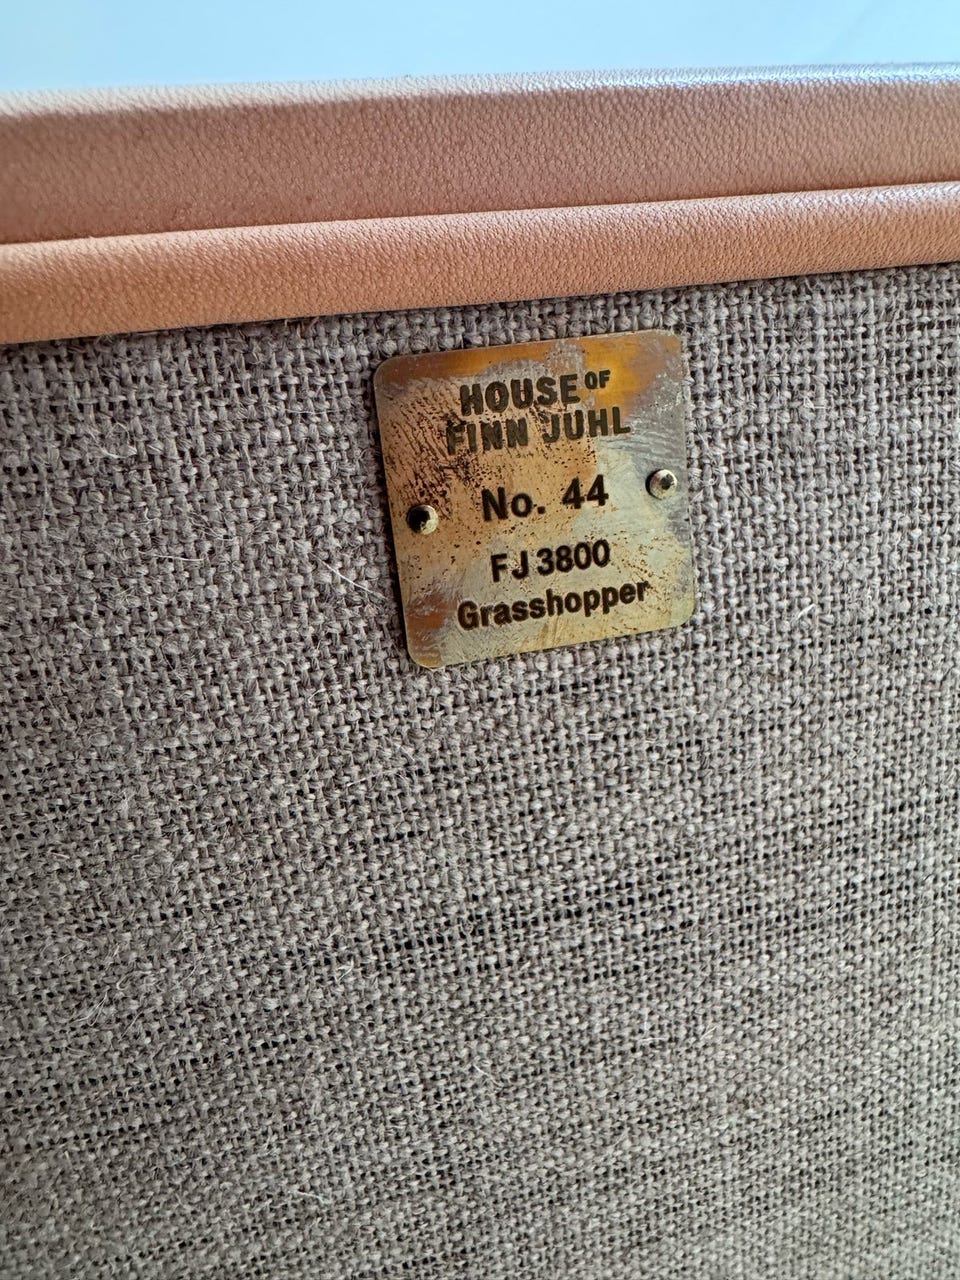 HOUSE OF
FINN JUHL
No. 44
FJ 3800
Grasshopper